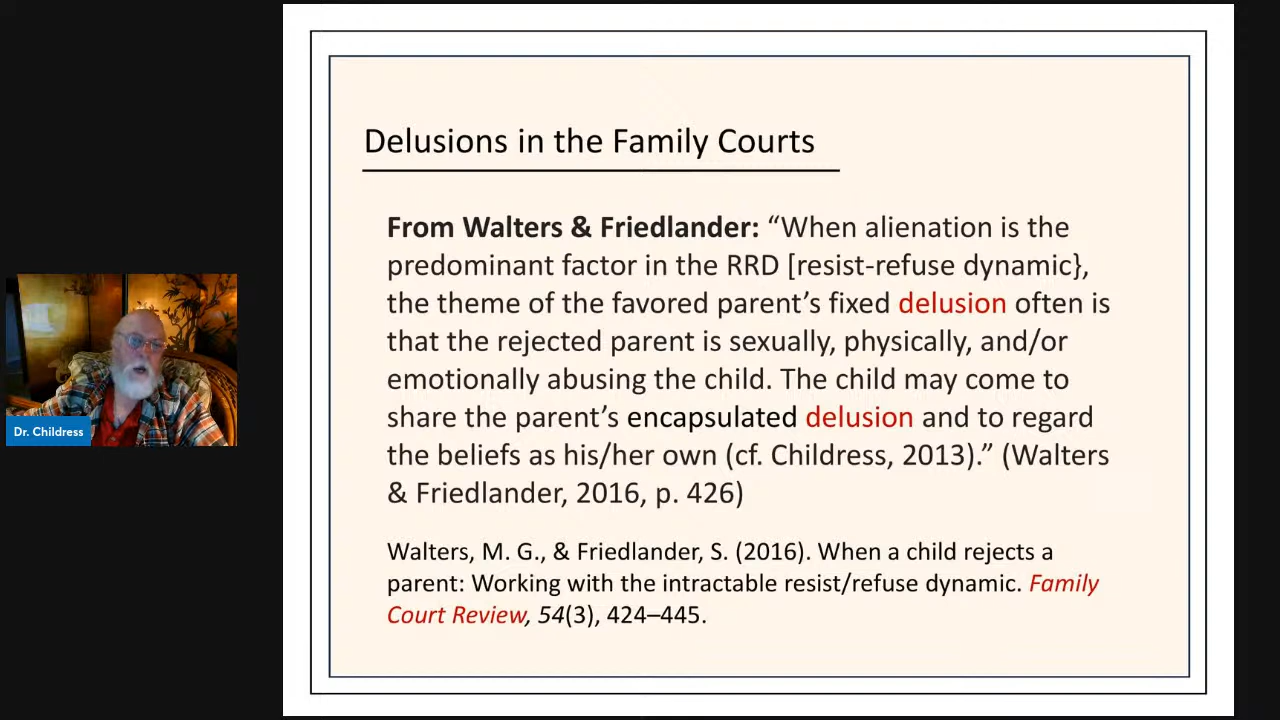 Delusions in the Family Courts
From Walters & Friedlander: “When alienation is the
predominant factor in the RRD [resist-refuse dynamic},
the theme of the favored parent’s fixed delusion often is
that the rejected parent is sexually, physically, and/or
emotionally abusing the child. The child may come to
share the parent’s encapsulated delusion and to regard
the beliefs as his/her own (cf. Childress, 2013).” (Walters
& Friedlander, 2016, p. 426)
Walters, M. G., & Friedlander, S. (2016). When a child rejects a
parent: Working with the intractable resist/refuse dynamic. Family
Court Review, 54(3), 424–445.
Dr. Childress